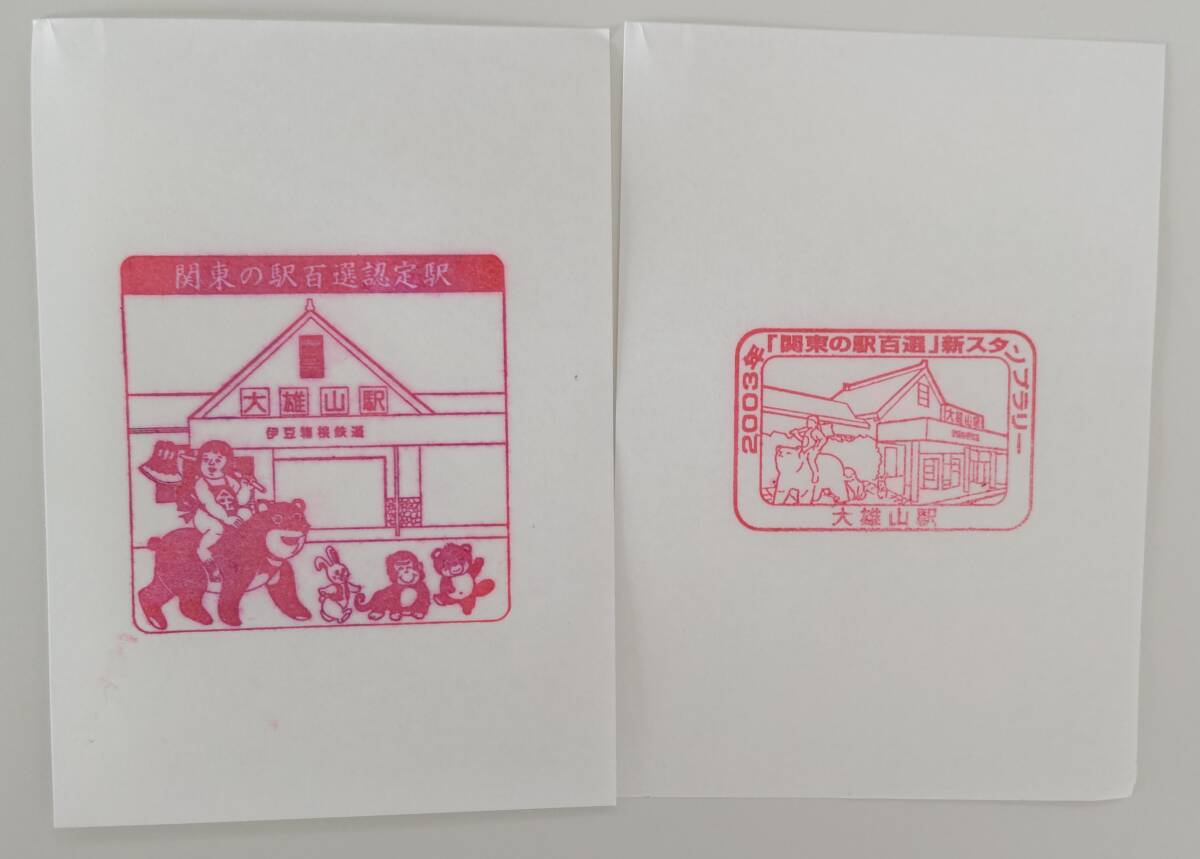 関東の駅百選認定駅
大雄山駅
伊豆箱根鉄道
2003年「関東の駅百選」新スタンプラリー
大雄山駅
大雄山駅